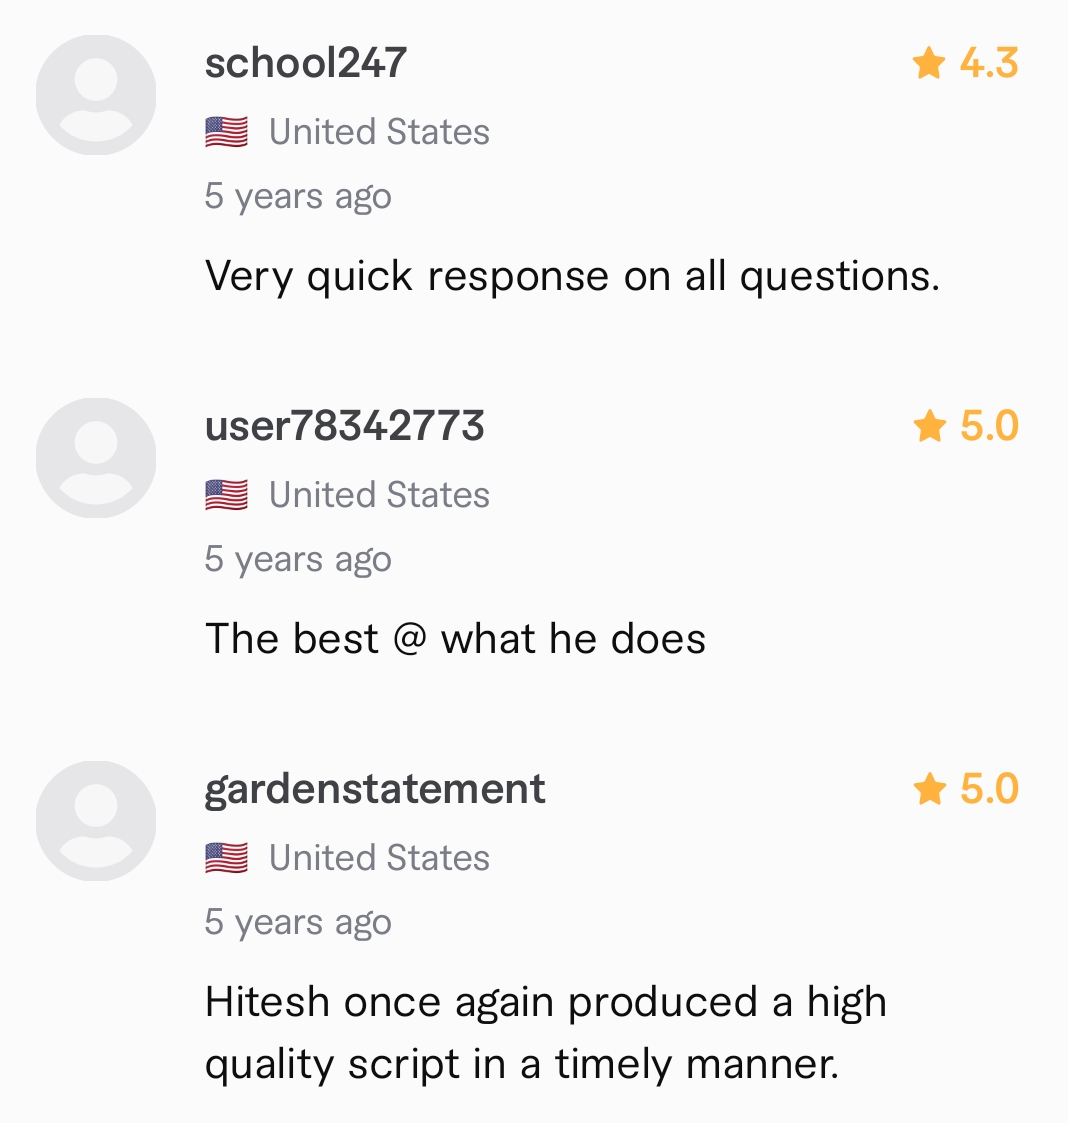 school247
4.3
United States
5 years ago
Very quick response on all questions.
user78342773
5.0
United States
5 years ago
The best @ what he does
gardenstatement
5.0
United States
5 years ago
Hitesh once again produced a high
quality script in a timely manner.